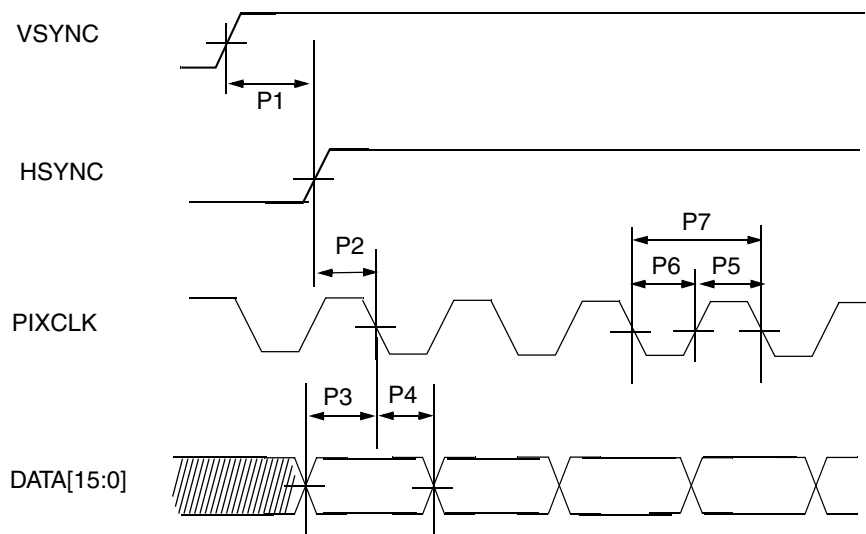 VSYNC
P1
HSYNC
P2
P7
P6 P5
PIXCLK
P3 P4
DATA[15:0]